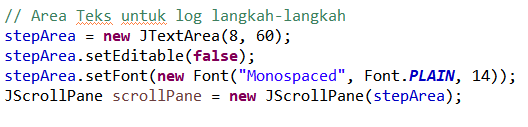 // Area Teks untuk log langkah-langkah
stepArea = new JTextArea(8, 60);
stepArea.setEditable(false);
stepArea.setFont(new Font("Monospaced", Font.PLAIN, 14));
JScrollPane scrollPane = new JScrollPane(stepArea);